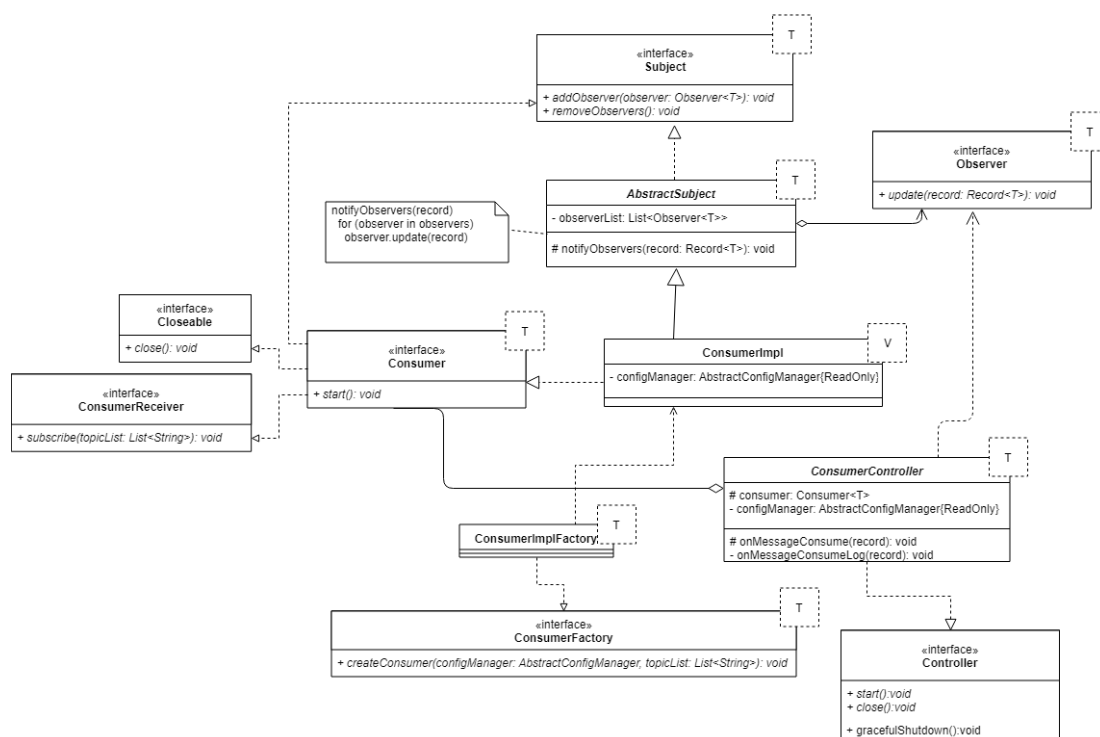 T
«interface»
Subject
+ addObserver(observer: Observer<T>): void
+ removeObservers(): void
T
«interface»
Observer
+ update(record: Record<T>): void
T
AbstractSubject
- observerList: List<Observer<T>>
# notifyObservers(record: Record<T>): void
notifyObservers(record)
for (observer in observers)
observer.update(record)
«interface»
Closeable
+ close(): void
T
«interface»
Consumer
+ start(): void
V
ConsumerImpl
- configManager: AbstractConfigManager{ReadOnly}
«interface»
ConsumerReceiver
+ subscribe(topicList: List<String>): void
T
ConsumerController
# consumer: Consumer<T>
- configManager: AbstractConfigManager{ReadOnly}
# onMessageConsume(record): void
- onMessageConsumeLog(record): void
T
ConsumerImplFactory
T
«interface»
ConsumerFactory
+ createConsumer(configManager: AbstractConfigManager, topicList: List<String>): void
«interface»
Controller
+ start():void
+ close():void
+ gracefulShutdown():void